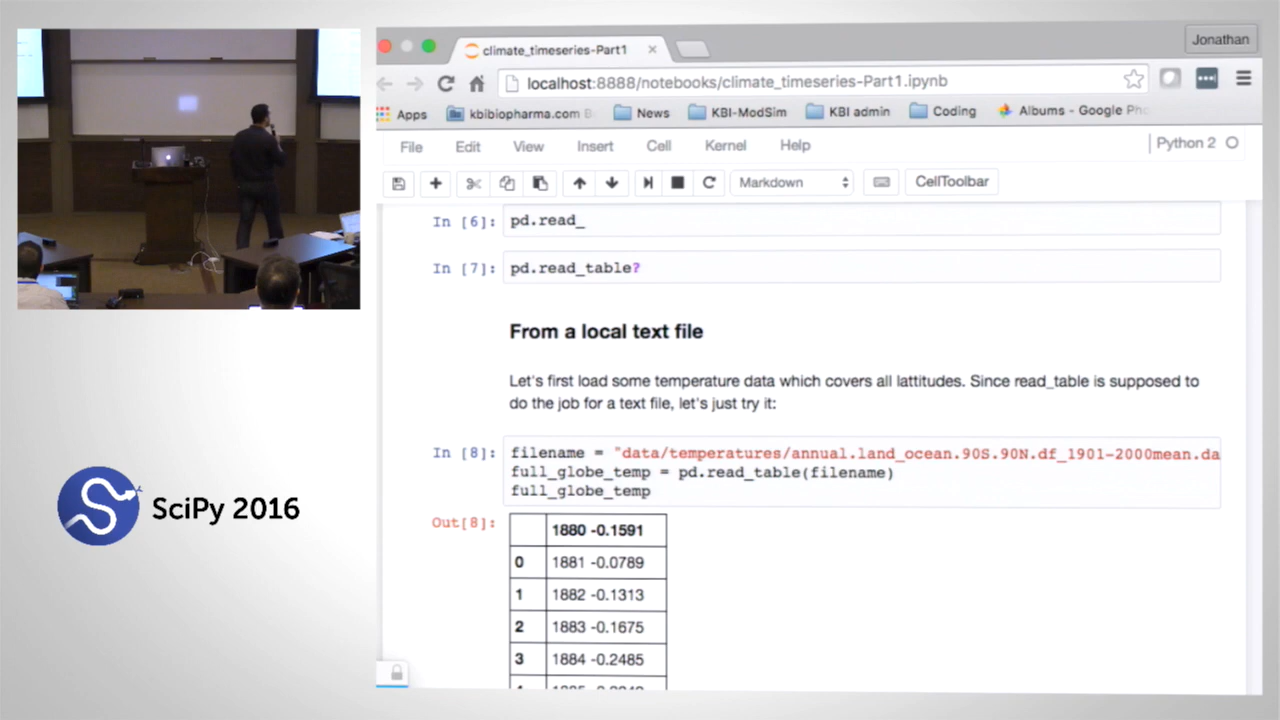 Jonathan
climate_timeseries-Part1
localhost:8888/notebooks/climate_timeseries-Part1.ipynb
Apps kbibiopharma.com News KBI-ModSim KBI admin Coding Albums - Google
File Edit View Insert Cell Kernel Help Python 2
Markdown CellToolbar
In [6]: pd.read_
In [7]: pd.read_table?
From a local text file
Let's first load some temperature data which covers all lattitudes. Since read_table is supposed to
do the job for a text file, let's just try it:
In [8]: filename = "data/temperatures/annual.land_ocean.90S.90N.df_1901-2000mean.da
full_globe_temp = pd.read_table(filename)
full_globe_temp
Out[8]:
1880 -0.1591
0 1881 -0.0789
1 1882 -0.1313
2 1883 -0.1675
3 1884 -0.2485
SciPy 2016